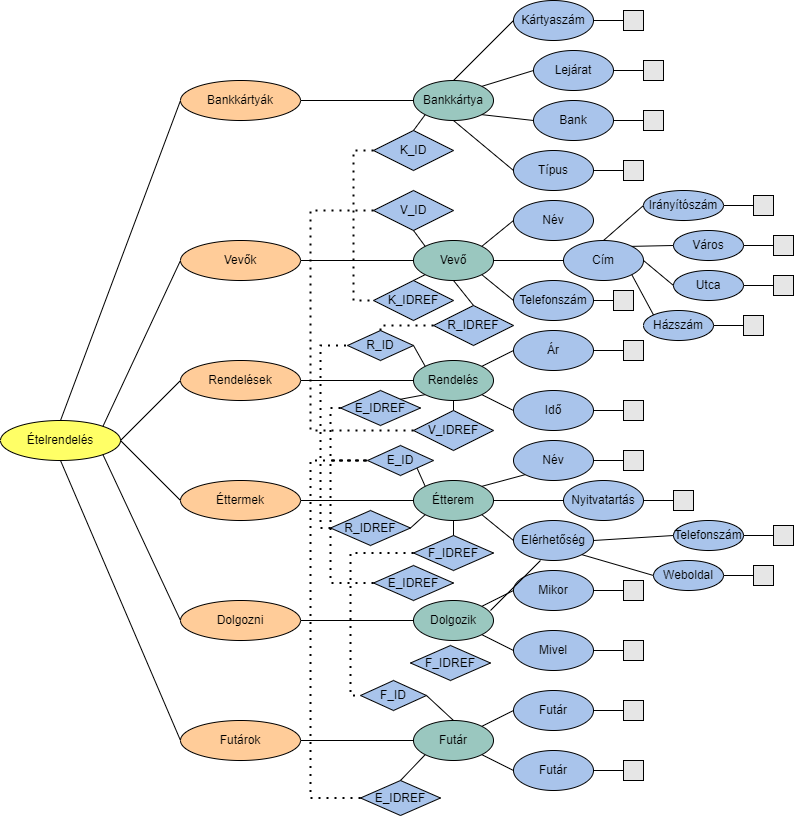 Kártyaszám
Lejárat
Bankkártyák
Bankkártya
Bank
K_ID
Típus
V_ID
Név
Irányítószám
Város
Vevők
Vevő
Cím
Utca
K_IDREF
Telefonszám
R_IDREF
Házszám
R_ID
Ár
Rendelések
Rendelés
E_IDREF
Idő
V_IDREF
Ételrendelés
E_ID
Név
Éttermek
Étterem
Nyitvatartás
R_IDREF
Elérhetőség
Telefonszám
F_IDREF
Weboldal
E_IDREF
Mikor
Dolgozni
Dolgozik
Mivel
F_IDREF
F_ID
Futár
Futárok
Futár
Futár
E_IDREF